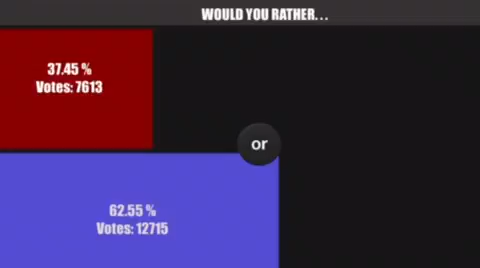 WOULD YOU RATHER...
37.45 %
Votes: 7613
or
62.55 %
Votes: 12715